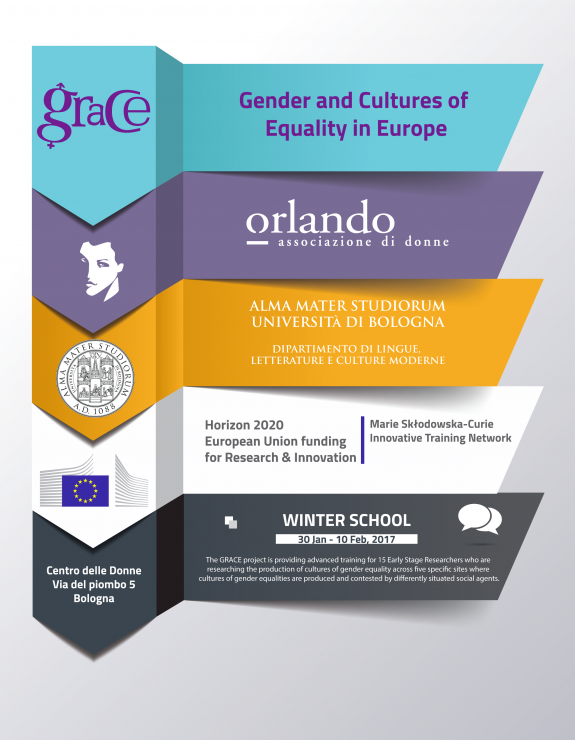 graCe
Gender and Cultures of
Equality in Europe
orlando
associazione di donne
ALMA MATER STUDIORUM
UNIVERSITÀ DI BOLOGNA
DIPARTIMENTO DI LINGUE,
LETTERATURE E CULTURE MODERNE
ALMA MATER STUDIORUM
A.D. 1088
Horizon 2020
European Union funding
for Research & Innovation
Marie Skłodowska-Curie
Innovative Training Network
WINTER SCHOOL
30 Jan - 10 Feb, 2017
The GRACE project is providing advanced training for 15 Early Stage Researchers who are
researching the production of cultures of gender equality across five specific sites where
cultures of gender equalities are produced and contested by differently situated social agents.
Centro delle Donne
Via del piombo 5
Bologna